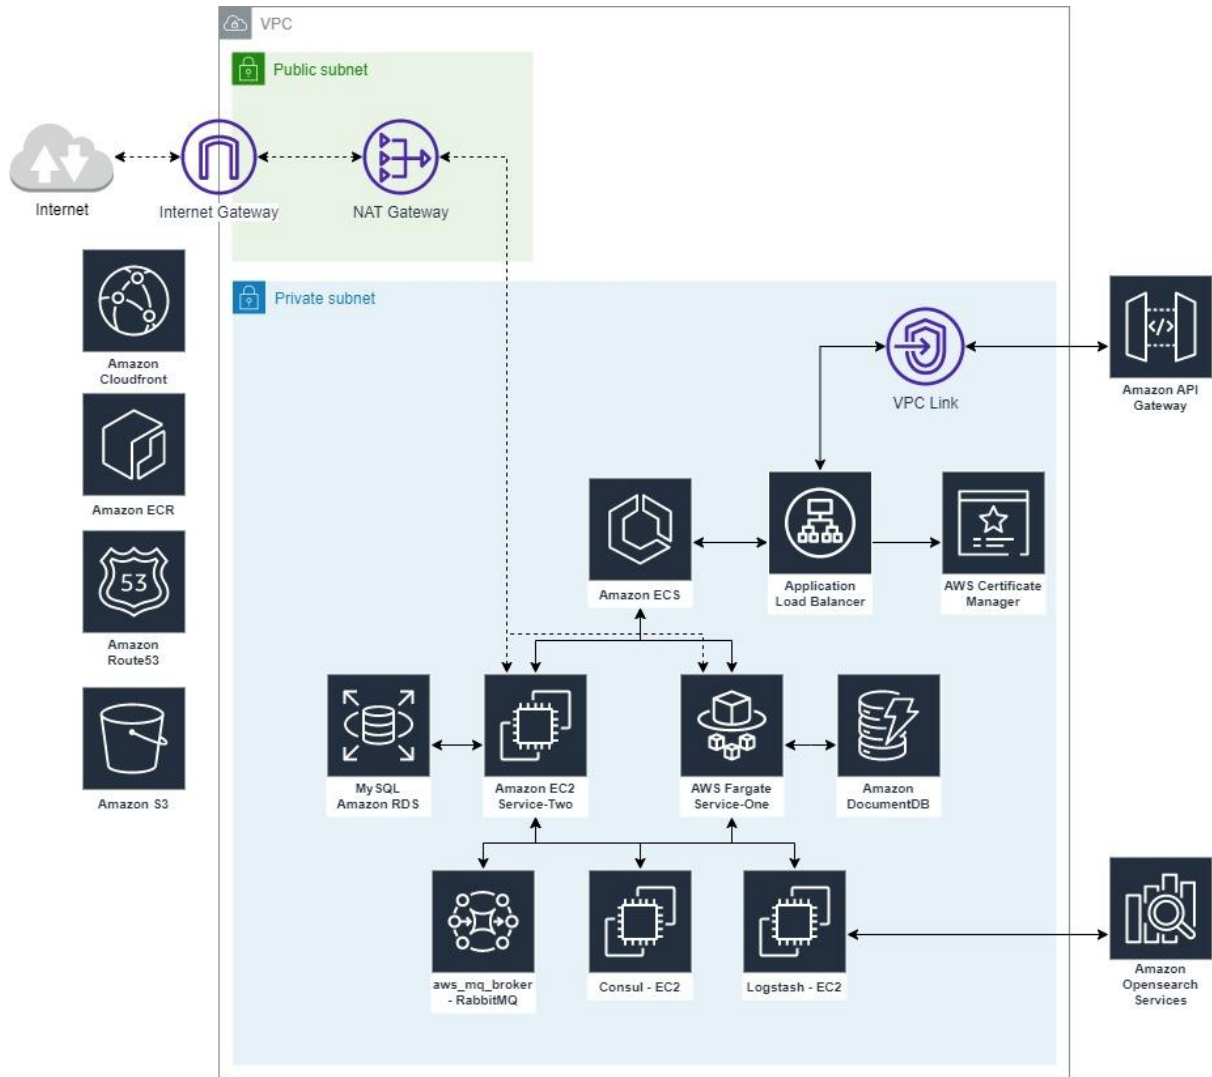 VPC
Public subnet
Internet
Internet Gateway
NAT Gateway
Amazon
Cloudfront
Private subnet
VPC Link
Amazon API
Gateway
Amazon ECR
53
Amazon
Route53
Amazon ECS
Application
Load Balancer
AWS Certificate
Manager
Amazon S3
MySQL
Amazon RDS
Amazon EC2
Service-Two
AWS Fargate
Service-One
Amazon
DocumentDB
aws_mq_broker
- RabbitMQ
Consul - EC2
Logstash - EC2
Amazon
Opensearch
Services